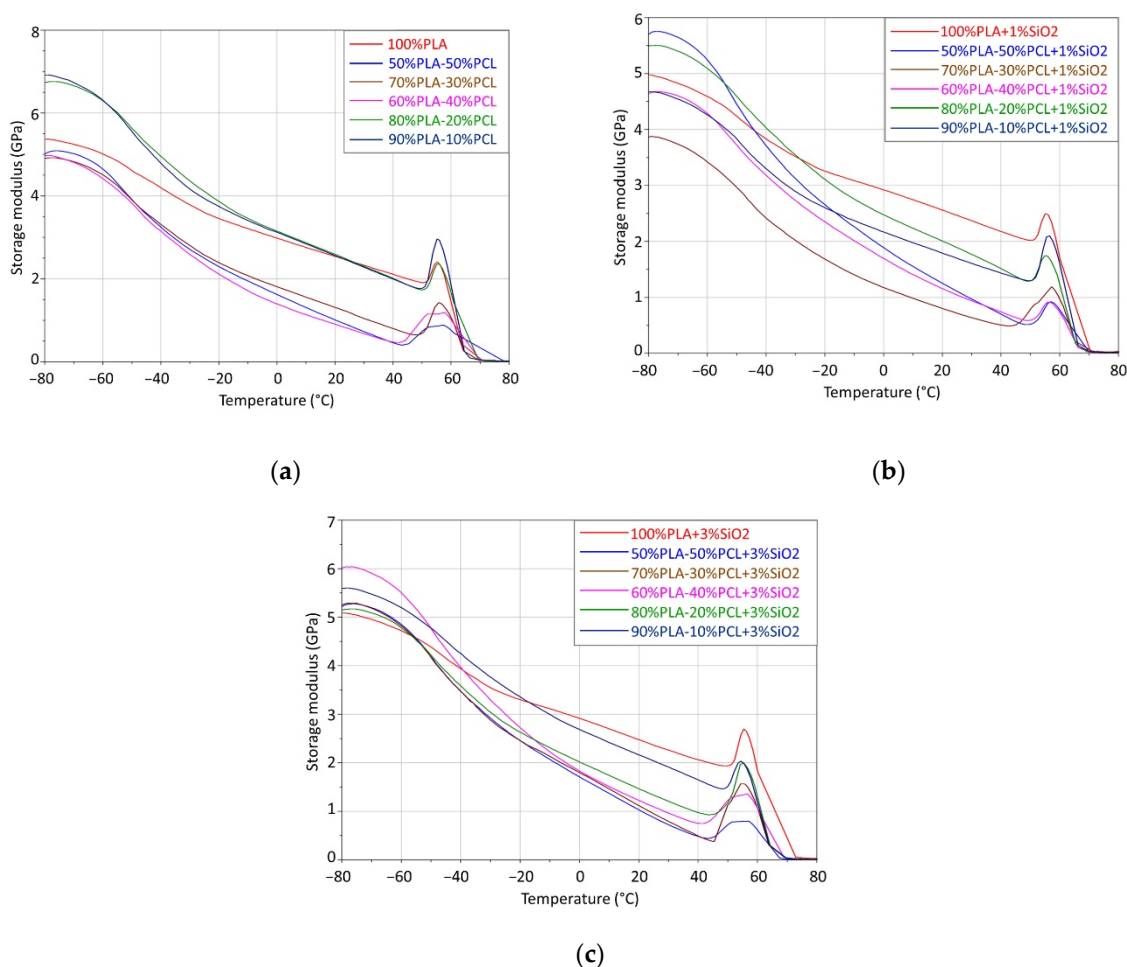 8
6
4
2
0
Storage modulus (GPa)
100%PLA
50%PLA-50%PCL
70%PLA-30%PCL
60%PLA-40%PCL
80%PLA-20%PCL
90%PLA-10%PCL
−80 −60 −40 −20 0 20 40 60 80
Temperature (°C)
(a)
6
5
4
3
2
1
0
Storage modulus (GPa)
100%PLA+1%SiO2
50%PLA-50%PCL+1%SiO2
70%PLA-30%PCL+1%SiO2
60%PLA-40%PCL+1%SiO2
80%PLA-20%PCL+1%SiO2
90%PLA-10%PCL+1%SiO2
−80 −60 −40 −20 0 20 40 60 80
Temperature (°C)
(b)
7
6
5
4
3
2
1
0
Storage modulus (GPa)
100%PLA+3%SiO2
50%PLA-50%PCL+3%SiO2
70%PLA-30%PCL+3%SiO2
60%PLA-40%PCL+3%SiO2
80%PLA-20%PCL+3%SiO2
90%PLA-10%PCL+3%SiO2
−80 −60 −40 −20 0 20 40 60 80
Temperature (°C)
(c)